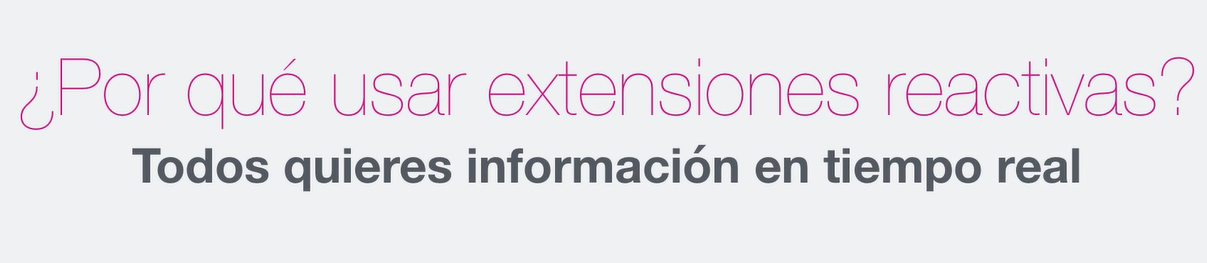 ¿Por qué usar extensiones reactivas?
Todos quieres información en tiempo real